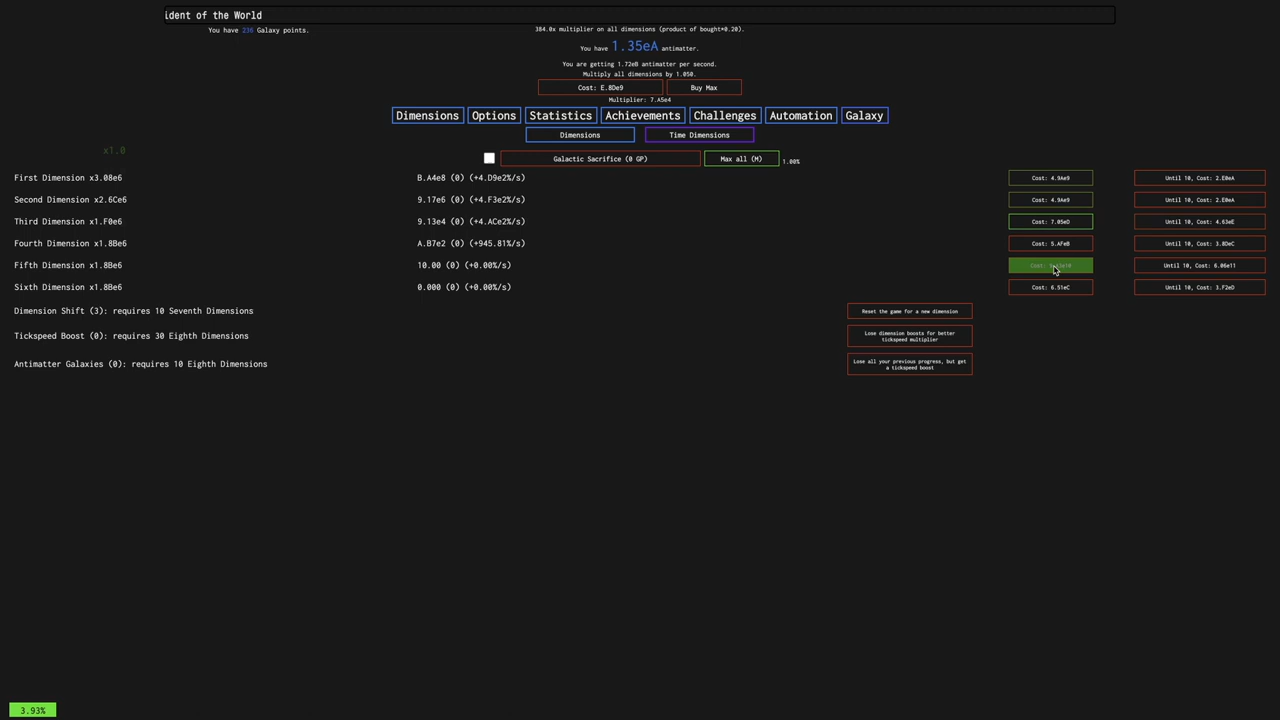 ident of the World
You have 236 Galaxy points.
384.0x multiplier on all dimensions (product of bought*0.20).
You have 1.35eA antimatter.
You are getting 1.72eB antimatter per second.
Multiply all dimensions by 1.050.
Cost: E.8De9
Buy Max
Multiplier: 7.A5e4
Dimensions
Options
Statistics
Achievements
Challenges
Automation
Galaxy
Dimensions
Time Dimensions
x1.0
Galactic Sacrifice (0 GP)
Max all (M)
1.00%
First Dimension x3.08e6
B.A4e8 (0) (+4.D9e2%/s)
Cost: 4.9Ae9
Until 10, Cost: 2.E0eA
Second Dimension x2.6Ce6
9.17e6 (0) (+4.F3e2%/s)
Cost: 4.9Ae9
Until 10, Cost: 2.E0eA
Third Dimension x1.F0e6
9.13e4 (0) (+4.ACe2%/s)
Cost: 7.05eD
Until 10, Cost: 4.63eE
Fourth Dimension x1.8Be6
A.B7e2 (0) (+945.81%/s)
Cost: 5.AFeB
Until 10, Cost: 3.8DeC
Fifth Dimension x1.8Be6
10.00 (0) (+0.00%/s)
Cost:
Until 10, Cost: 6.06e11
Sixth Dimension x1.8Be6
0.000 (0) (+0.00%/s)
Cost: 6.51eC
Until 10, Cost: 3.F2eD
Dimension Shift (3): requires 10 Seventh Dimensions
Reset the game for a new dimension
Tickspeed Boost (0): requires 30 Eighth Dimensions
Lose dimension boosts for better
tickspeed multiplier
Antimatter Galaxies (0): requires 10 Eighth Dimensions
Lose all your previous progress, but get
a tickspeed boost
3.93%